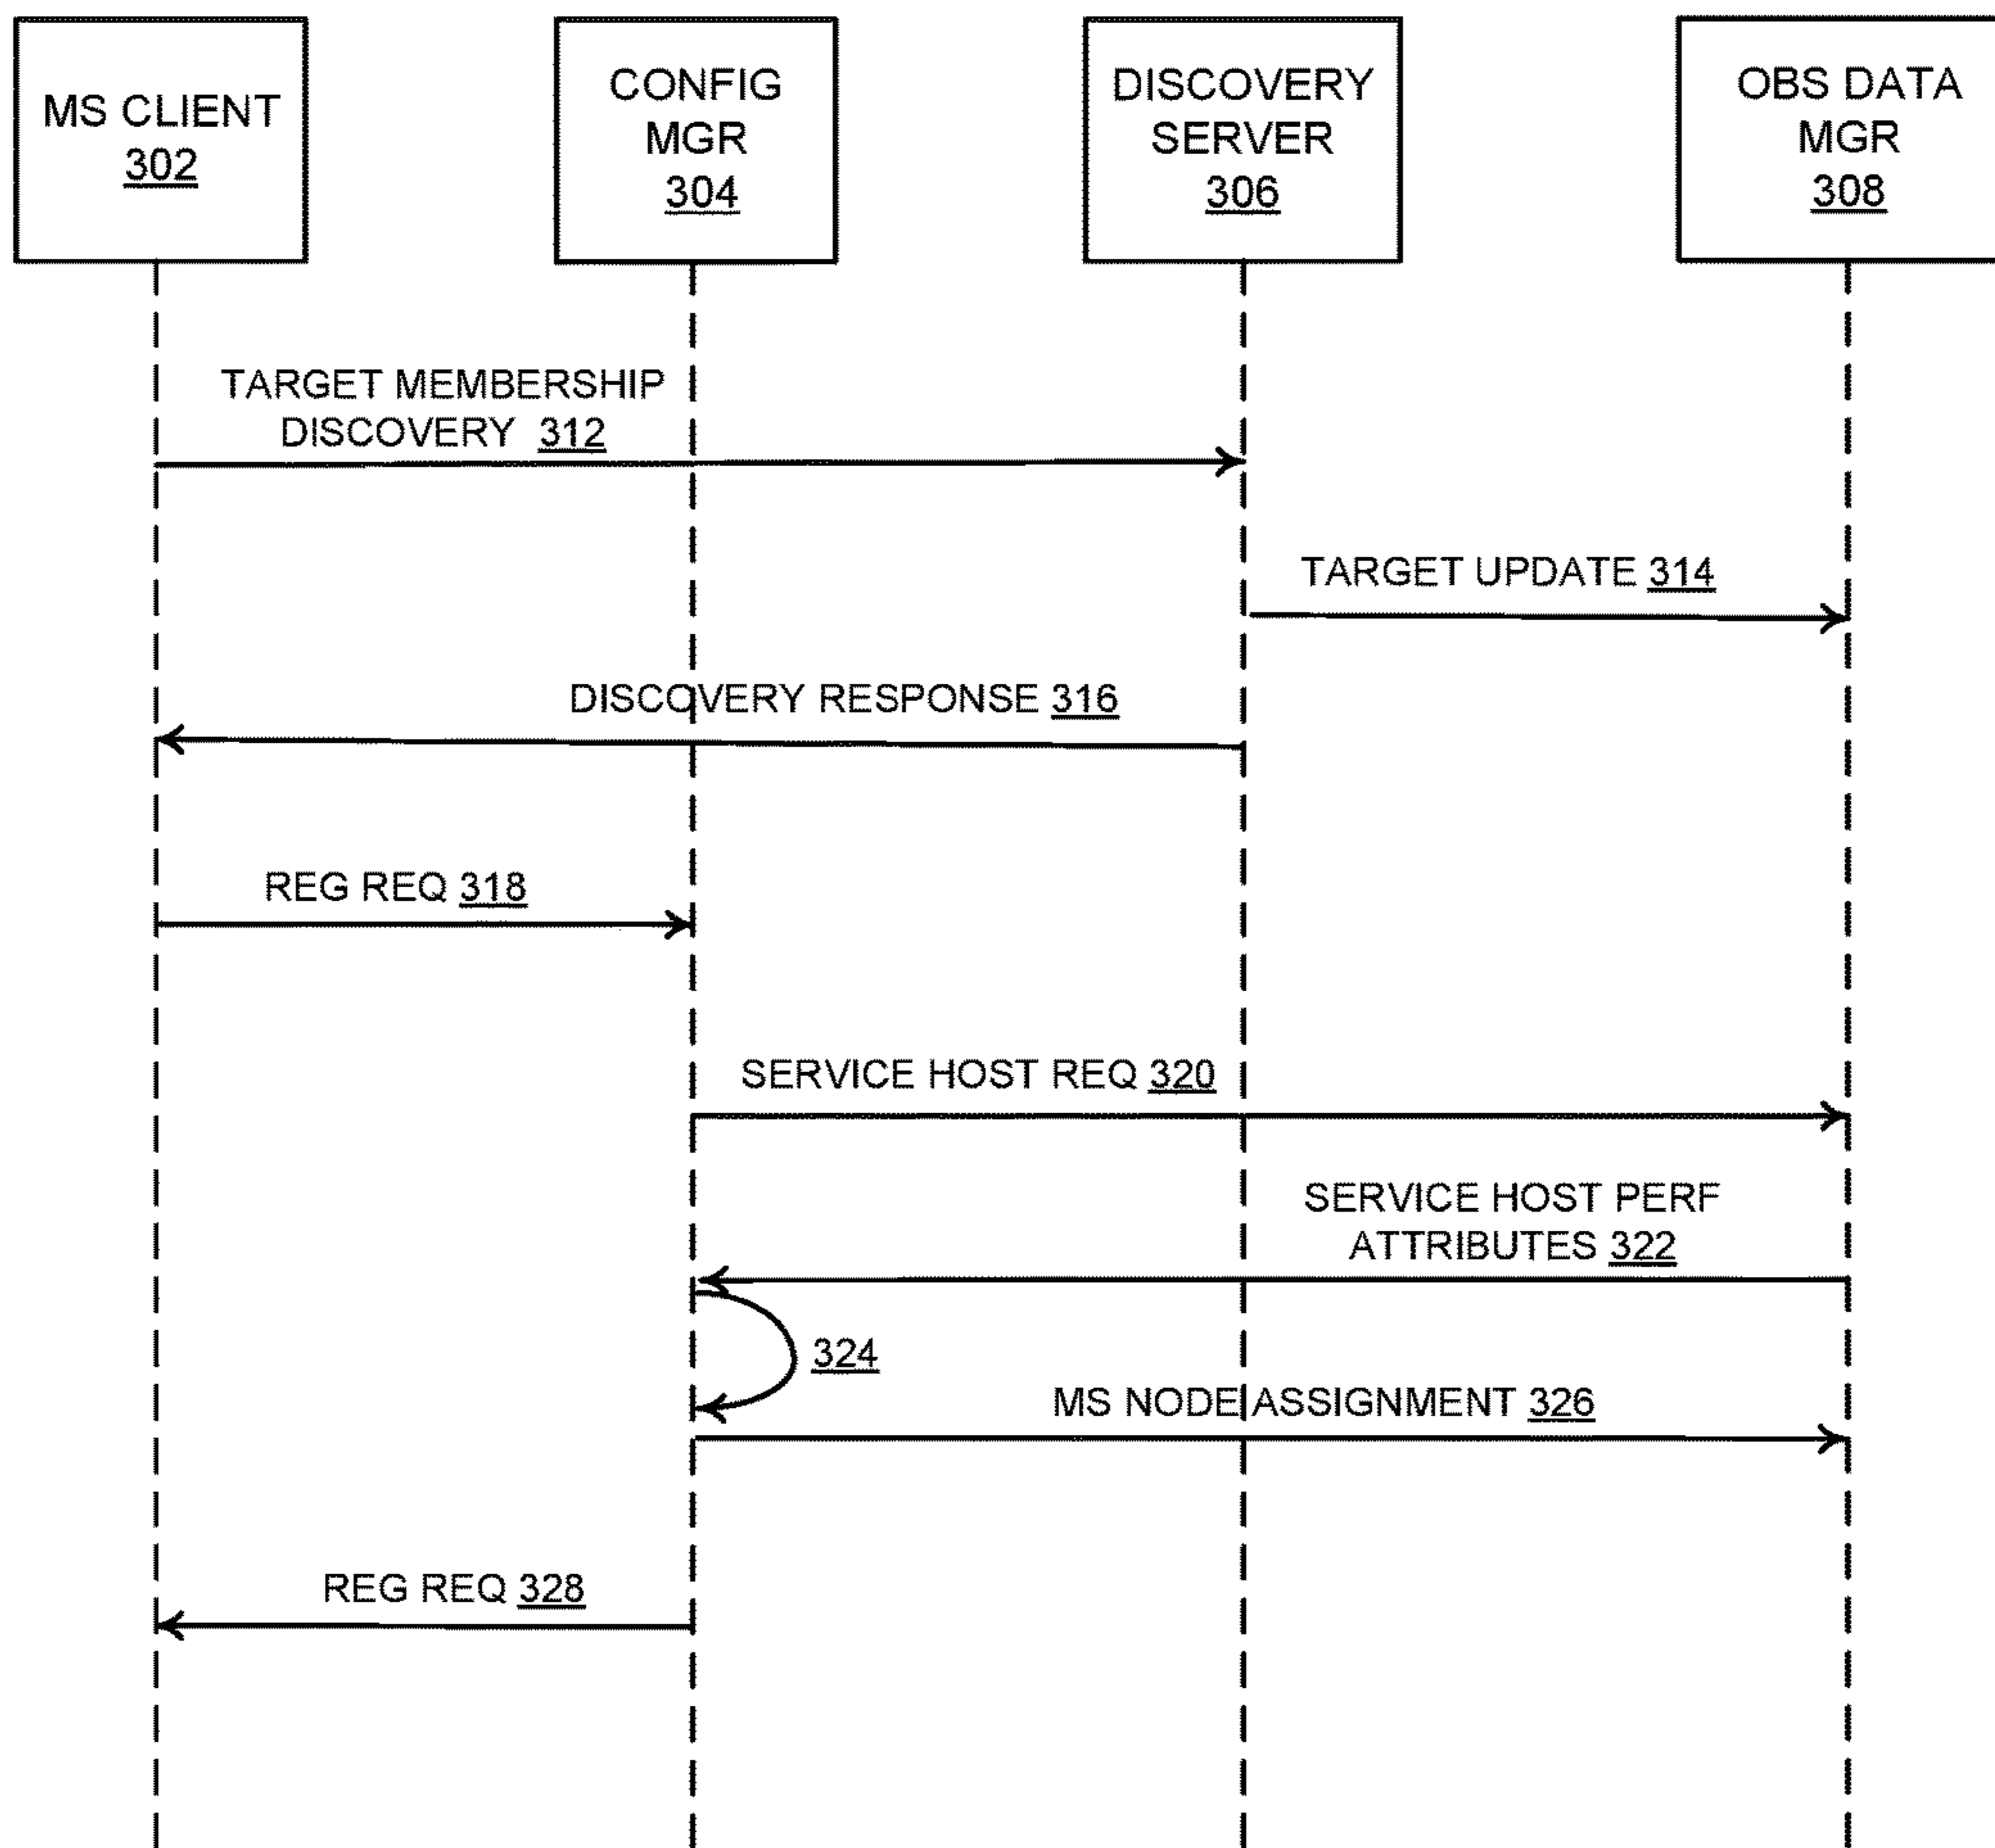 MS CLIENT
302
CONFIG
MGR
304
DISCOVERY
SERVER
306
OBS DATA
MGR
308
TARGET MEMBERSHIP
DISCOVERY 312
TARGET UPDATE 314
DISCOVERY RESPONSE 316
REG REQ 318
SERVICE HOST REQ 320
SERVICE HOST PERF
ATTRIBUTES 322
324
MS NODE ASSIGNMENT 326
REG REQ 328